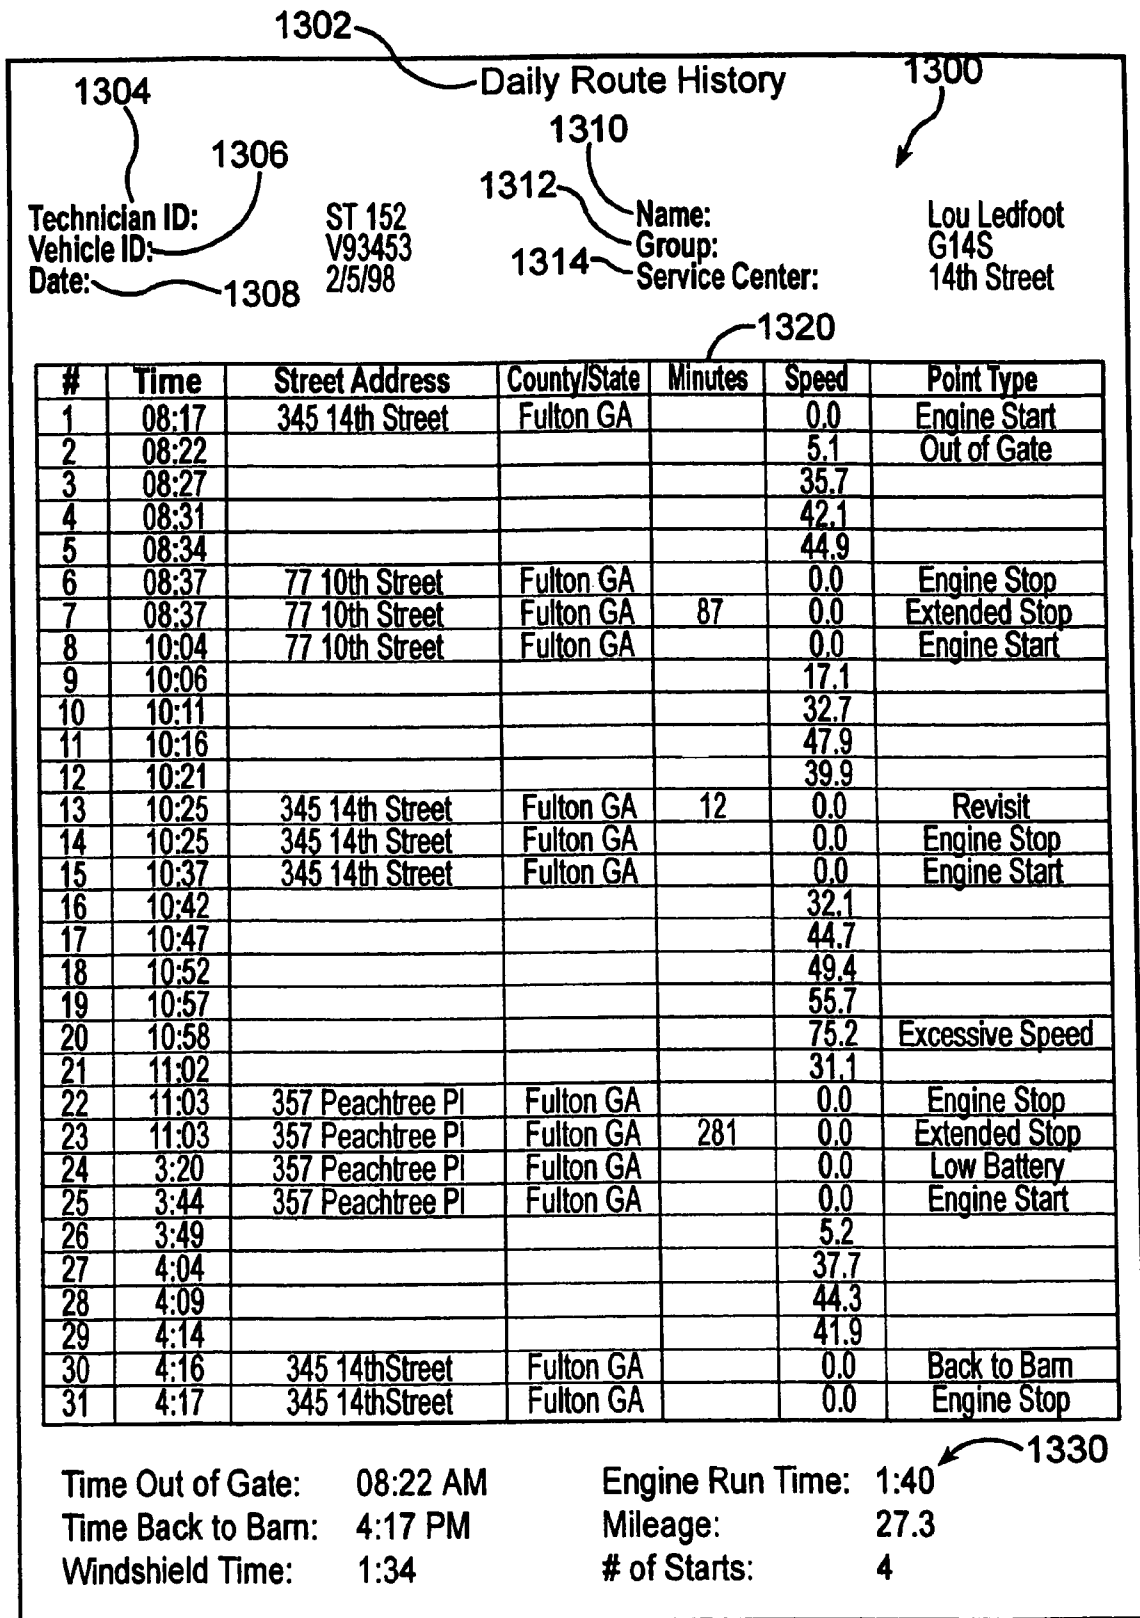 1302
Daily Route History
1300
1304
1310
1306
1312
Technician ID: ST 152 Name: Lou Ledfoot
Vehicle ID: V93453 Group: G14S
Date: 1308 2/5/98 1314 Service Center: 14th Street
1320
# Time Street Address County/State Minutes Speed Point Type
1 08:17 345 14th Street Fulton GA 0.0 Engine Start
2 08:22 5.1 Out of Gate
3 08:27 35.7
4 08:31 42.1
5 08:34 44.9
6 08:37 77 10th Street Fulton GA 0.0 Engine Stop
7 08:37 77 10th Street Fulton GA 87 0.0 Extended Stop
8 10:04 77 10th Street Fulton GA 0.0 Engine Start
9 10:06 17.1
10 10:11 32.7
11 10:16 47.9
12 10:21 39.9
13 10:25 345 14th Street Fulton GA 12 0.0 Revisit
14 10:25 345 14th Street Fulton GA 0.0 Engine Stop
15 10:37 345 14th Street Fulton GA 0.0 Engine Start
16 10:42 32.1
17 10:47 44.7
18 10:52 49.4
19 10:57 55.7
20 10:58 75.2 Excessive Speed
21 11:02 31.1
22 11:03 357 Peachtree Pl Fulton GA 0.0 Engine Stop
23 11:03 357 Peachtree Pl Fulton GA 281 0.0 Extended Stop
24 3:20 357 Peachtree Pl Fulton GA 0.0 Low Battery
25 3:44 357 Peachtree Pl Fulton GA 0.0 Engine Start
26 3:49 5.2
27 4:04 37.7
28 4:09 44.3
29 4:14 41.9
30 4:16 345 14thStreet Fulton GA 0.0 Back to Barn
31 4:17 345 14thStreet Fulton GA 0.0 Engine Stop
1330
Time Out of Gate: 08:22 AM Engine Run Time: 1:40
Time Back to Barn: 4:17 PM Mileage: 27.3
Windshield Time: 1:34 # of Starts: 4